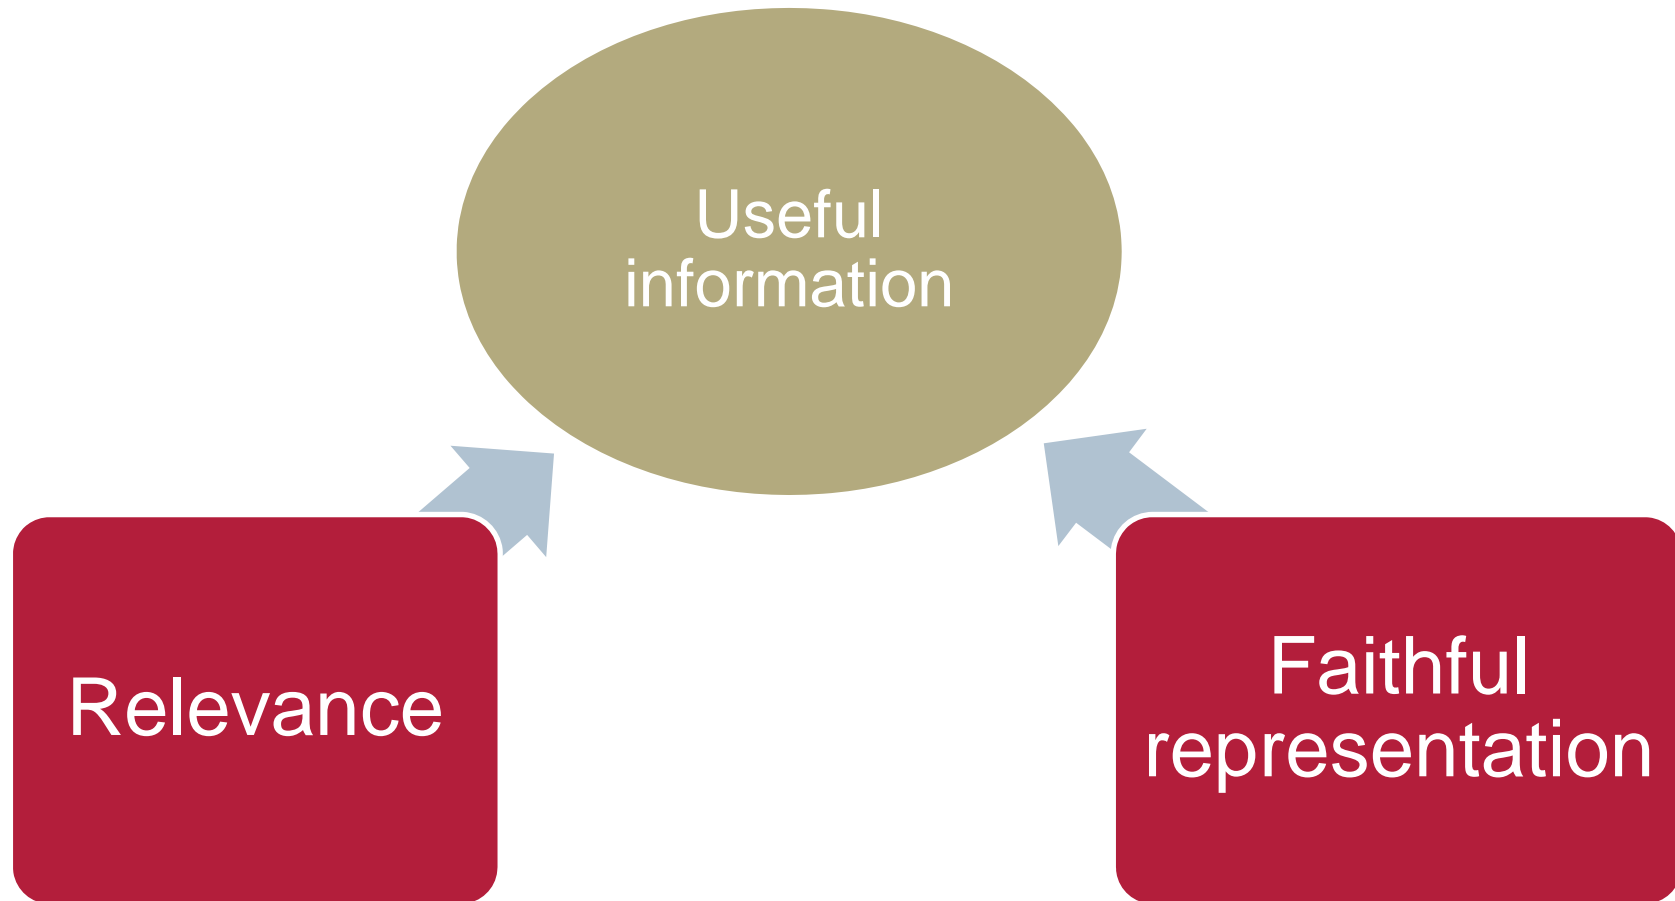 Useful
information
Relevance
Faithful
representation